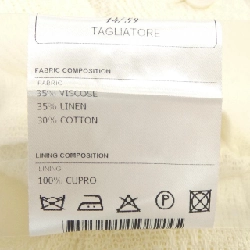 TAGLIATORE
FABRIC COMPOSITION
FABRIC
35% VISCOSE
35% LINEN
30% COTTON
LINING COMPOSITION
LINING
100% CUPRO
P